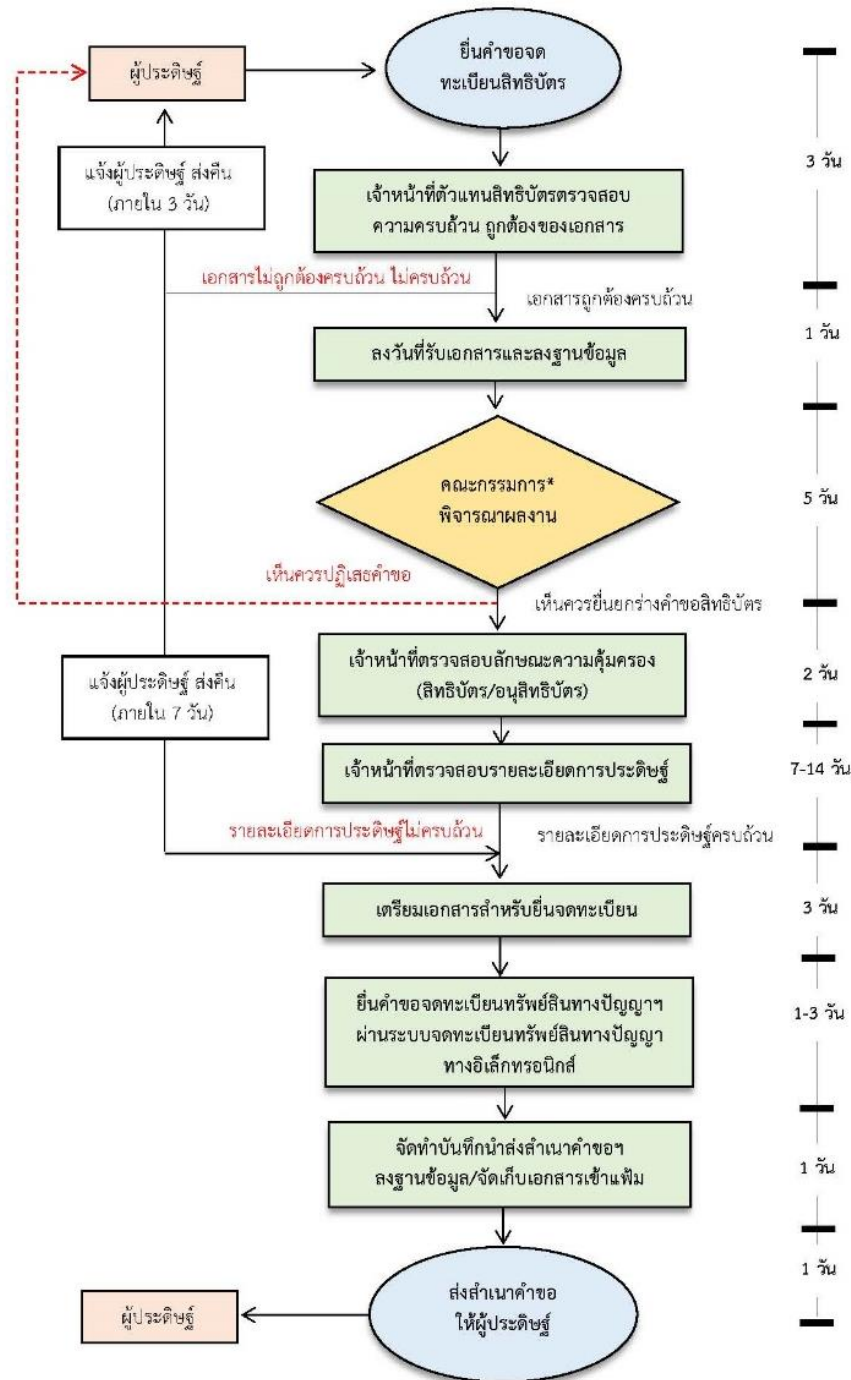 ผู้ประดิษฐ์
ยื่นคำขอจด
ทะเบียนสิทธิบัตร
3 วัน
แจ้งผู้ประดิษฐ์ ส่งคืน
(ภายใน 3 วัน)
เจ้าหน้าที่ตัวแทนสิทธิบัตรตรวจสอบ
ความครบถ้วน ถูกต้องของเอกสาร
เอกสารไม่ถูกต้องครบถ้วน ไม่ครบถ้วน
เอกสารถูกต้องครบถ้วน
1 วัน
ลงวันที่รับเอกสารและลงฐานข้อมูล
คณะกรรมการ*
พิจารณาผลงาน
5 วัน
เห็นควรปฏิเสธคำขอ
เห็นควรยื่นยกร่างคำขอสิทธิบัตร
เจ้าหน้าที่ตรวจสอบลักษณะความคุ้มครอง
(สิทธิบัตร/อนุสิทธิบัตร)
2 วัน
แจ้งผู้ประดิษฐ์ ส่งคืน
(ภายใน 7 วัน)
เจ้าหน้าที่ตรวจสอบรายละเอียดการประดิษฐ์
7-14 วัน
รายละเอียดการประดิษฐ์ไม่ครบถ้วน
รายละเอียดการประดิษฐ์ครบถ้วน
เตรียมเอกสารสำหรับยื่นจดทะเบียน
3 วัน
ยื่นคำขอจดทะเบียนทรัพย์สินทางปัญญาฯ
ผ่านระบบจดทะเบียนทรัพย์สินทางปัญญา
ทางอิเล็กทรอนิกส์
1-3 วัน
จัดทำบันทึกนำส่งสำเนาคำขอฯ
ลงฐานข้อมูล/จัดเก็บเอกสารเข้าแฟ้ม
1 วัน
ส่งสำเนาคำขอ
ให้ผู้ประดิษฐ์
1 วัน
ผู้ประดิษฐ์